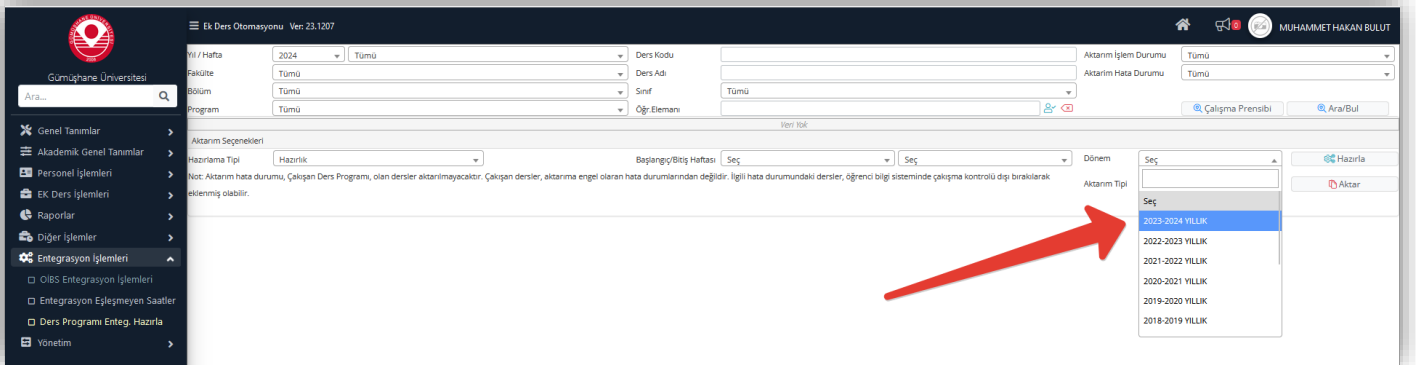 GÜMÜŞHANE ÜNİVERSİTESİ
2008
Gümüşhane Üniversitesi
Ara...
Genel Tanımlar
Akademik Genel Tanımlar
Personel İşlemleri
EK Ders İşlemleri
Raporlar
Diğer İşlemler
Entegrasyon İşlemleri
OİBS Entegrasyon İşlemleri
Entegrasyon Eşleşmeyen Saatler
Ders Programı Enteg. Hazırla
Yönetim
Ek Ders Otomasyonu Ver: 23.1207
0 MUHAMMET HAKAN BULUT
Yıl / Hafta 2024 Tümü Ders Kodu Aktarım İşlem Durumu Tümü
Fakülte Tümü Ders Adı Aktarim Hata Durumu Tümü
Bölüm Tümü Sınıf Tümü
Program Tümü Öğr.Elemanı Çalışma Prensibi Ara/Bul
Veri Yok
Aktarım Seçenekleri
Hazırlama Tipi Hazırlık Başlangıç/Bitiş Haftası Seç Seç Dönem Seç Hazırla
Not: Aktarım hata durumu, Çakışan Ders Programı, olan dersler aktarılmayacaktır. Çakışan dersler, aktarıma engel olaran hata durumlarından değildir. İlgili hata durumundaki dersler, öğrenci bilgi sisteminde çakışma kontrolü dışı bırakılarak
eklenmiş olabilir.
Aktarım Tipi Aktar
Seç
2023-2024 YILLIK
2022-2023 YILLIK
2021-2022 YILLIK
2020-2021 YILLIK
2019-2020 YILLIK
2018-2019 YILLIK